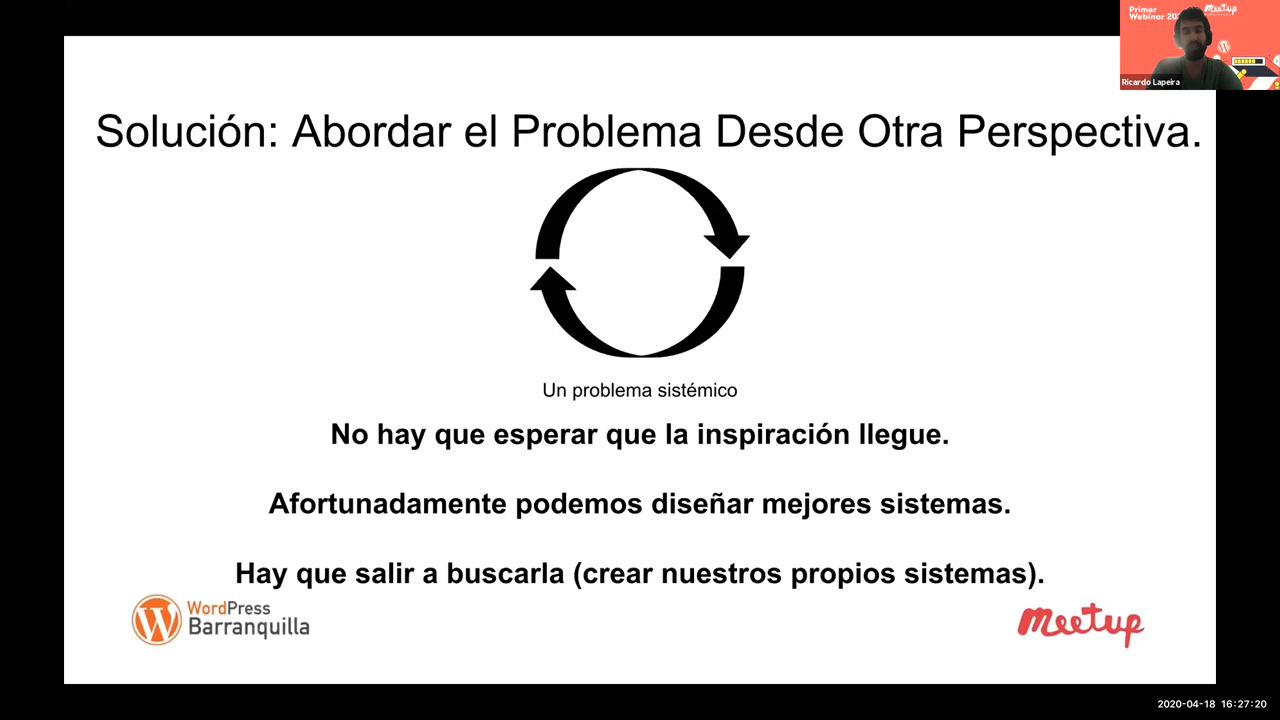 Primer
Webinar
meetup
Ricardo Lapeira
Solución: Abordar el Problema Desde Otra Perspectiva.
Un problema sistémico
No hay que esperar que la inspiración llegue.
Afortunadamente podemos diseñar mejores sistemas.
Hay que salir a buscarla (crear nuestros propios sistemas).
WordPress
Barranquilla
meetup
2020-04-18 16:27:20